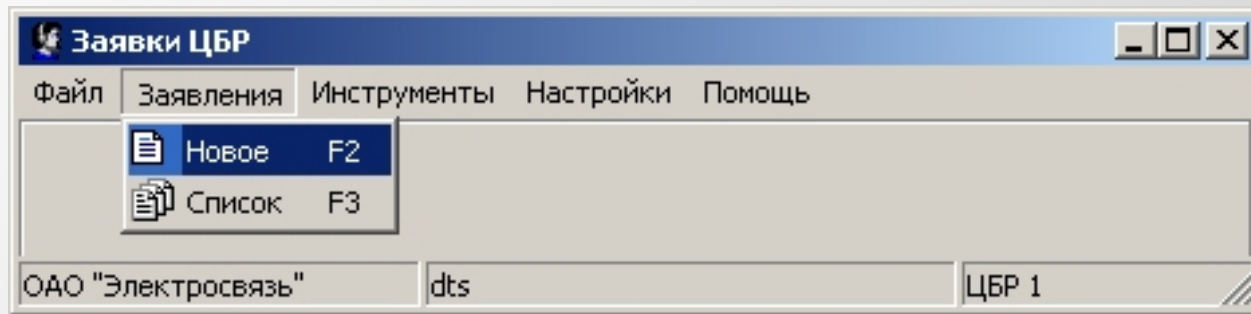 Заявки ЦБР
Файл Заявления Инструменты Настройки Помощь
Новое F2
Список F3
ОАО "Электросвязь" dts ЦБР 1